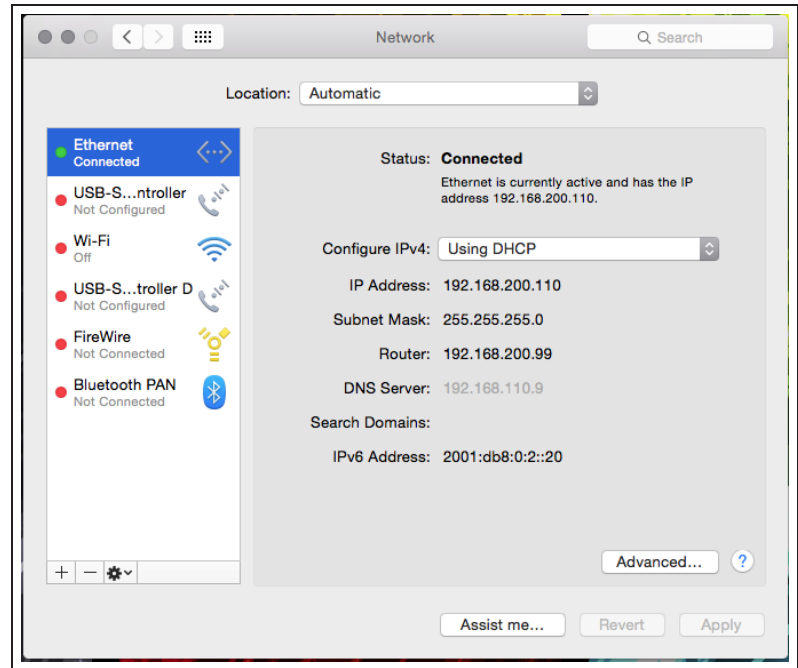 Network
Search
Location: Automatic
Ethernet
Connected
USB-S...ntroller
Not Configured
Wi-Fi
Off
USB-S...troller D
Not Configured
FireWire
Not Connected
Bluetooth PAN
Not Connected
Status: Connected
Ethernet is currently active and has the IP
address 192.168.200.110.
Configure IPv4: Using DHCP
IP Address: 192.168.200.110
Subnet Mask: 255.255.255.0
Router: 192.168.200.99
DNS Server: 192.168.110.9
Search Domains:
IPv6 Address: 2001:db8:0:2::20
Advanced... ?
Assist me... Revert Apply